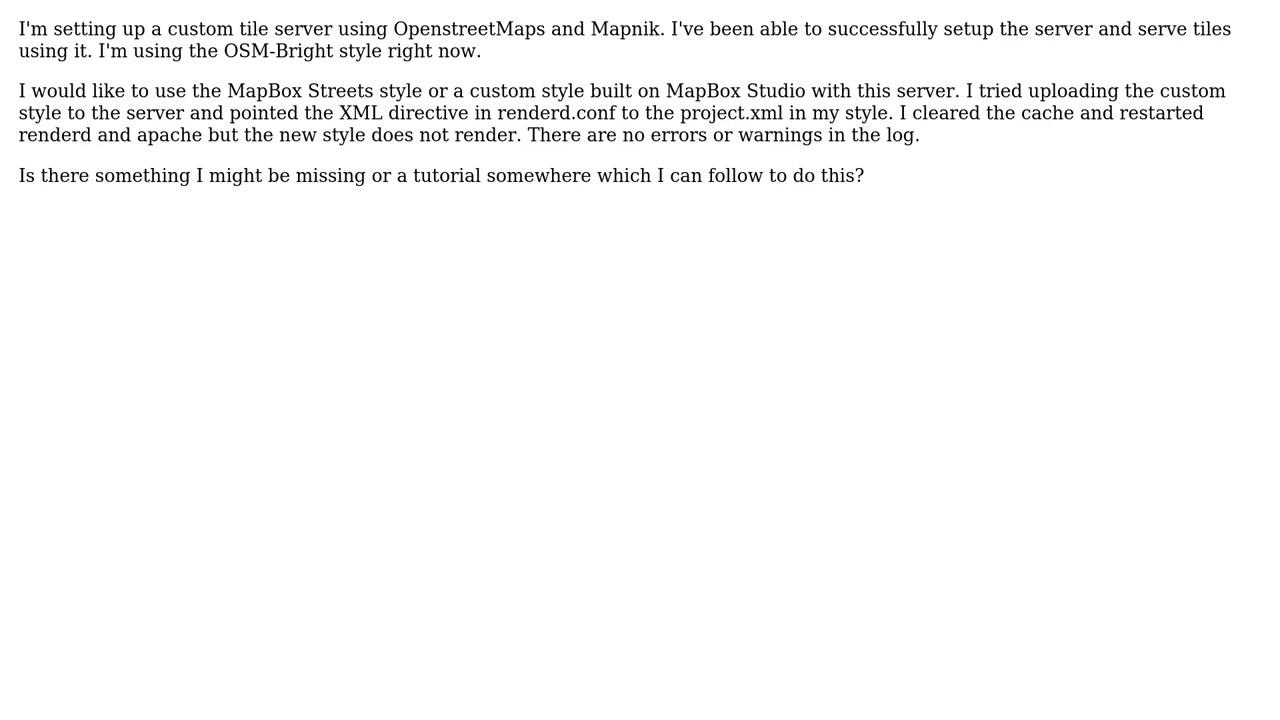 I'm setting up a custom tile server using OpenstreetMaps and Mapnik. I've been able to successfully setup the server and serve tiles
using it. I'm using the OSM-Bright style right now.
I would like to use the MapBox Streets style or a custom style built on MapBox Studio with this server. I tried uploading the custom
style to the server and pointed the XML directive in renderd.conf to the project.xml in my style. I cleared the cache and restarted
renderd and apache but the new style does not render. There are no errors or warnings in the log.
Is there something I might be missing or a tutorial somewhere which I can follow to do this?